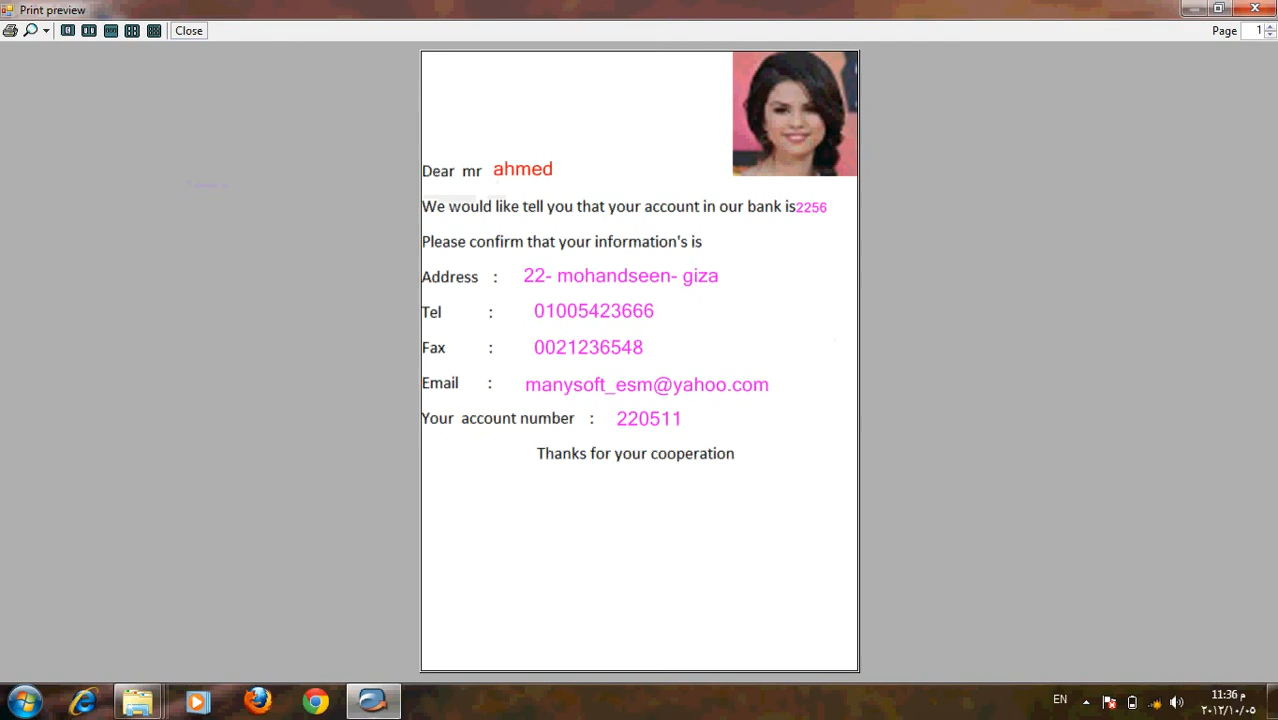 Print preview
Close
Page 1
Dear mr ahmed
We would like tell you that your account in our bank is2256
Please confirm that your information's is
Address : 22- mohandseen- giza
Tel : 01005423666
Fax : 0021236548
Email : manysoft_esm@yahoo.com
Your account number : 220511
Thanks for your cooperation
EN
11:36 م
٢٠١٢/١٠/٠٥